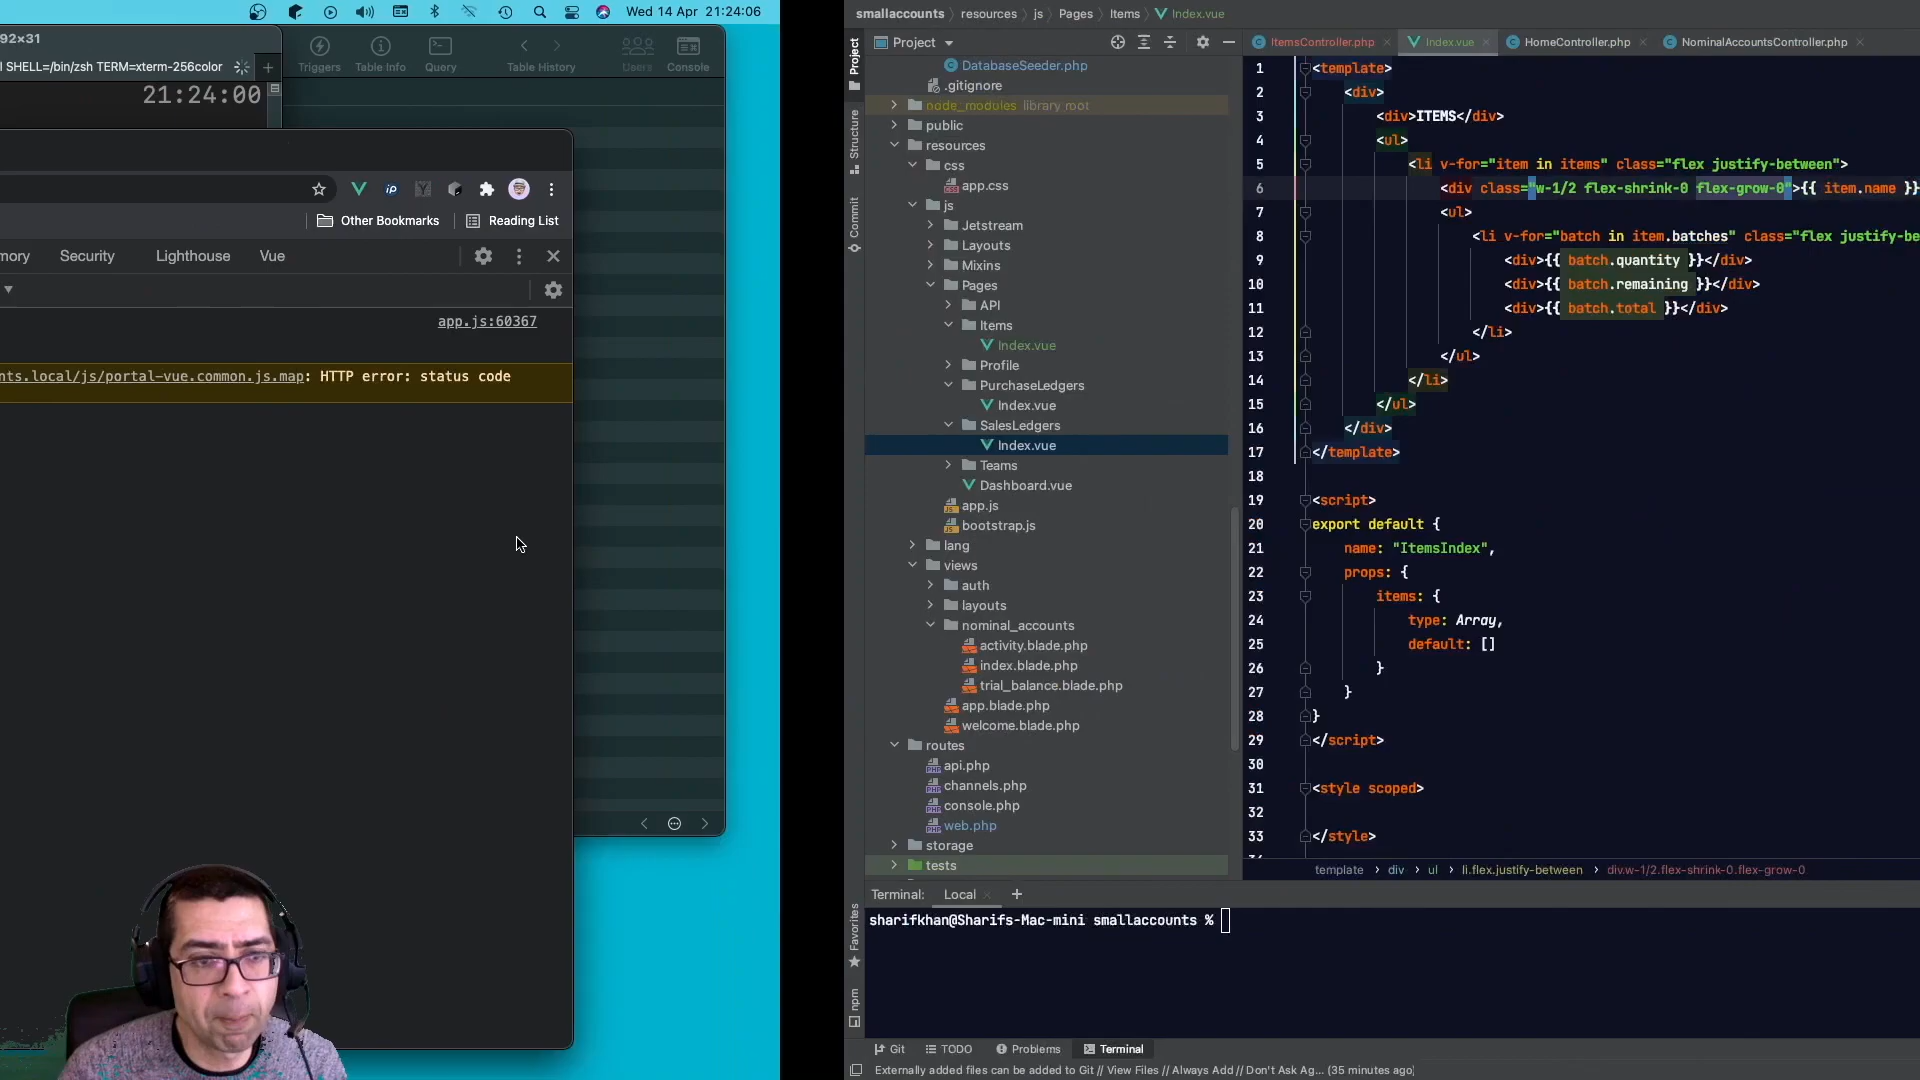 Wed 14 Apr 21:24:06
92×31
l SHELL=/bin/zsh TERM=xterm-256color
21:24:00
Triggers
Table Info
Query
Table History
Users
Console
Other Bookmarks
Reading List
mory
Security
Lighthouse
Vue
app.js:60367
nts.local/js/portal-vue.common.js.map: HTTP error: status code
smallaccounts
resources
js
Pages
Items
Index.vue
Project
Structure
Commit
Favorites
npm
Project
DatabaseSeeder.php
.gitignore
node_modules library root
public
resources
css
app.css
js
Jetstream
Layouts
Mixins
Pages
API
Items
Index.vue
Profile
PurchaseLedgers
Index.vue
SalesLedgers
Index.vue
Teams
Dashboard.vue
app.js
bootstrap.js
lang
views
auth
layouts
nominal_accounts
activity.blade.php
index.blade.php
trial_balance.blade.php
app.blade.php
welcome.blade.php
routes
api.php
channels.php
console.php
web.php
storage
tests
ItemsController.php
Index.vue
HomeController.php
NominalAccountsController.php
1 <template>
2 <div>
3 <div>ITEMS</div>
4 <ul>
5 <li v-for="item in items" class="flex justify-between">
6 <div class="w-1/2 flex-shrink-0 flex-grow-0">{{ item.name }}
7 <ul>
8 <li v-for="batch in item.batches" class="flex justify-be
9 <div>{{ batch.quantity }}</div>
10 <div>{{ batch.remaining }}</div>
11 <div>{{ batch.total }}</div>
12 </li>
13 </ul>
14 </li>
15 </ul>
16 </div>
17 </template>
18
19 <script>
20 export default {
21 name: "ItemsIndex",
22 props: {
23 items: {
24 type: Array,
25 default: []
26 }
27 }
28 }
29 </script>
30
31 <style scoped>
32
33 </style>
template
div
ul
li.flex.justify-between
div.w-1/2.flex-shrink-0.flex-grow-0
Terminal:
Local
sharifkhan@Sharifs-Mac-mini smallaccounts %
Git
TODO
Problems
Terminal
Externally added files can be added to Git // View Files // Always Add // Don't Ask Ag... (35 minutes ago)